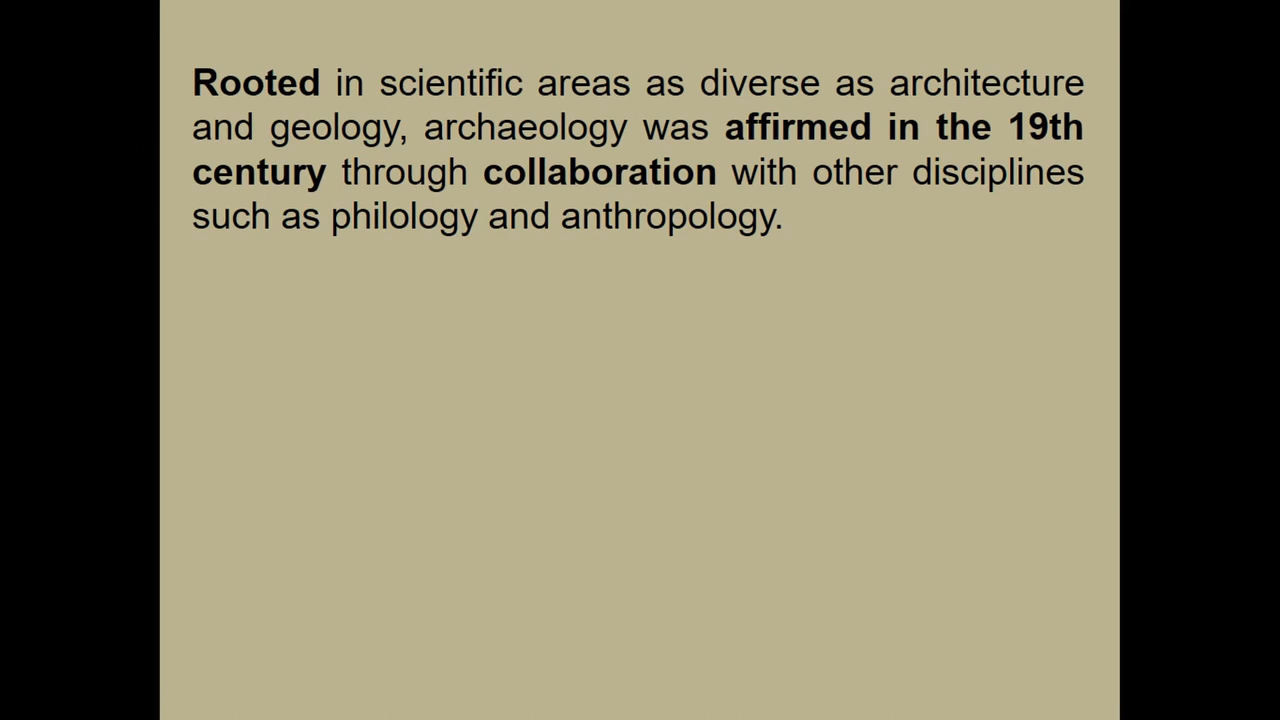 Rooted in scientific areas as diverse as architecture
and geology, archaeology was affirmed in the 19th
century through collaboration with other disciplines
such as philology and anthropology.